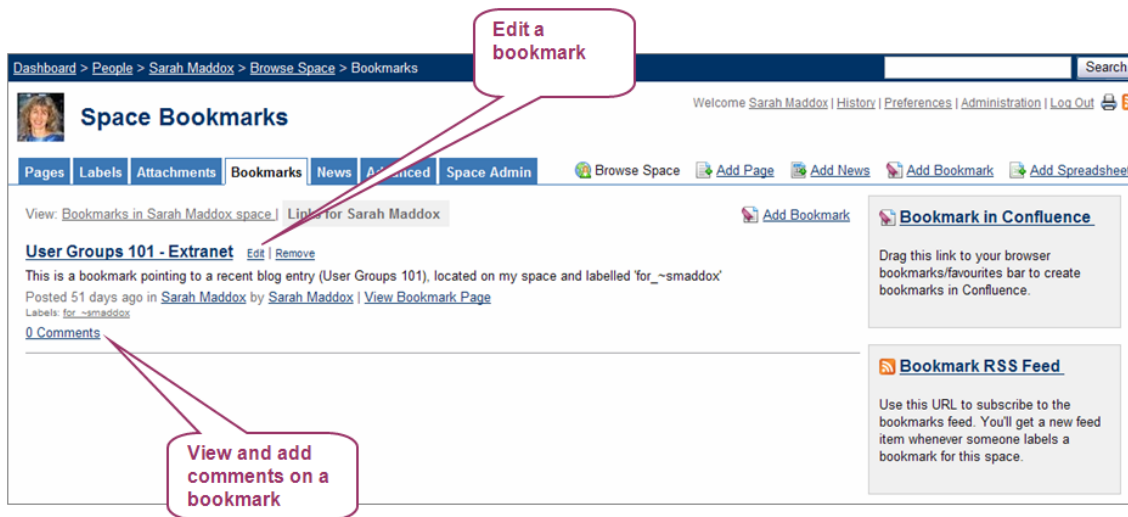 Edit a
bookmark
Dashboard > People > Sarah Maddox > Browse Space > Bookmarks
Search
Space Bookmarks
Welcome Sarah Maddox | History | Preferences | Administration | Log Out
Pages Labels Attachments Bookmarks News Advanced Space Admin
Browse Space Add Page Add News Add Bookmark Add Spreadsheet
View: Bookmarks in Sarah Maddox space | Links for Sarah Maddox
Add Bookmark
User Groups 101 - Extranet Edit | Remove
This is a bookmark pointing to a recent blog entry (User Groups 101), located on my space and labelled 'for_~smaddox'
Posted 51 days ago in Sarah Maddox by Sarah Maddox | View Bookmark Page
Labels: for_~smaddox
0 Comments
Bookmark in Confluence
Drag this link to your browser
bookmarks/favourites bar to create
bookmarks in Confluence.
Bookmark RSS Feed
Use this URL to subscribe to the
bookmarks feed. You'll get a new feed
item whenever someone labels a
bookmark for this space.
View and add
comments on a
bookmark